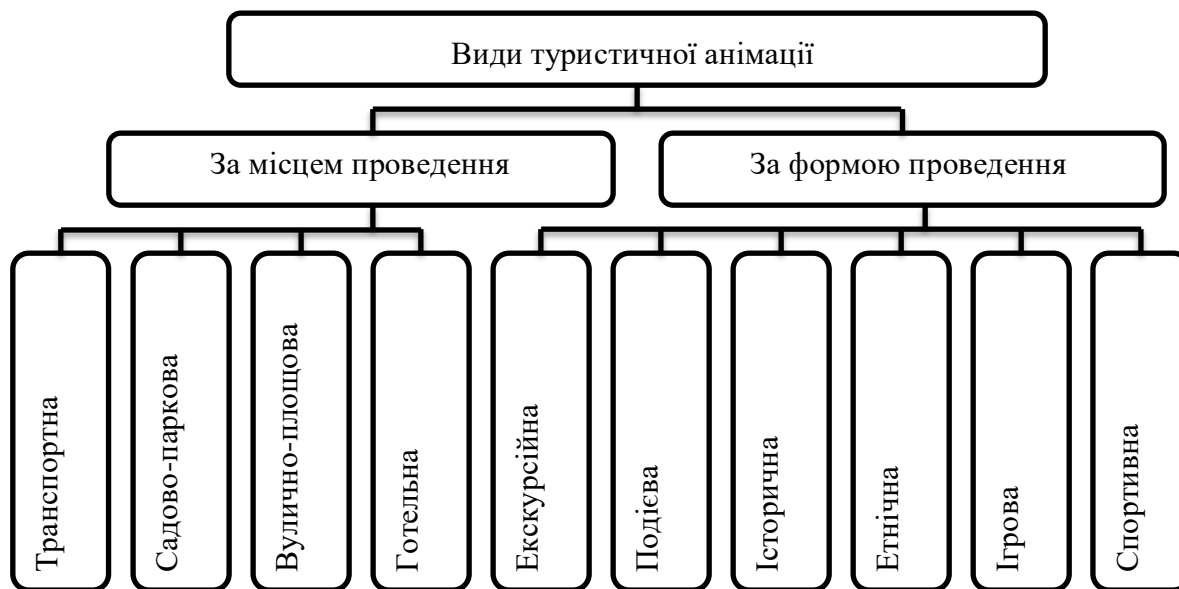 Види туристичної анімації
За місцем проведення
За формою проведення
Транспортна
Садово-паркова
Вулично-площова
Готельна
Екскурсійна
Подієва
Історична
Етнічна
Ігрова
Спортивна